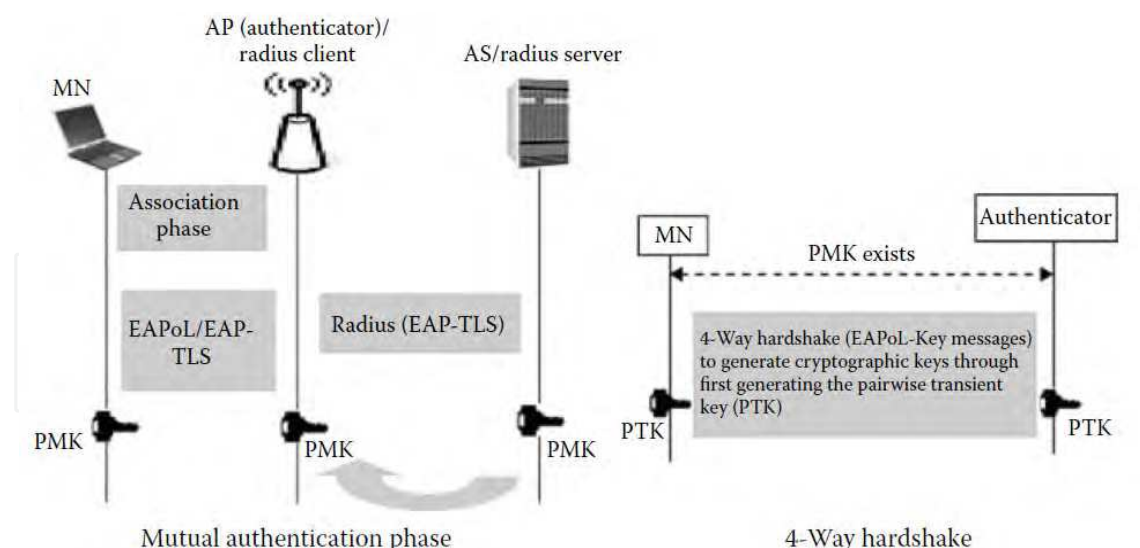 AP (authenticator)/
radius client
AS/radius server
MN
Association
phase
EAPoL/EAP-
TLS
Radius (EAP-TLS)
PMK
PMK
PMK
Mutual authentication phase
MN
Authenticator
PMK exists
4-Way hardshake (EAPoL-Key messages)
to generate cryptographic keys through
first generating the pairwise transient
key (PTK)
PTK
PTK
4-Way hardshake